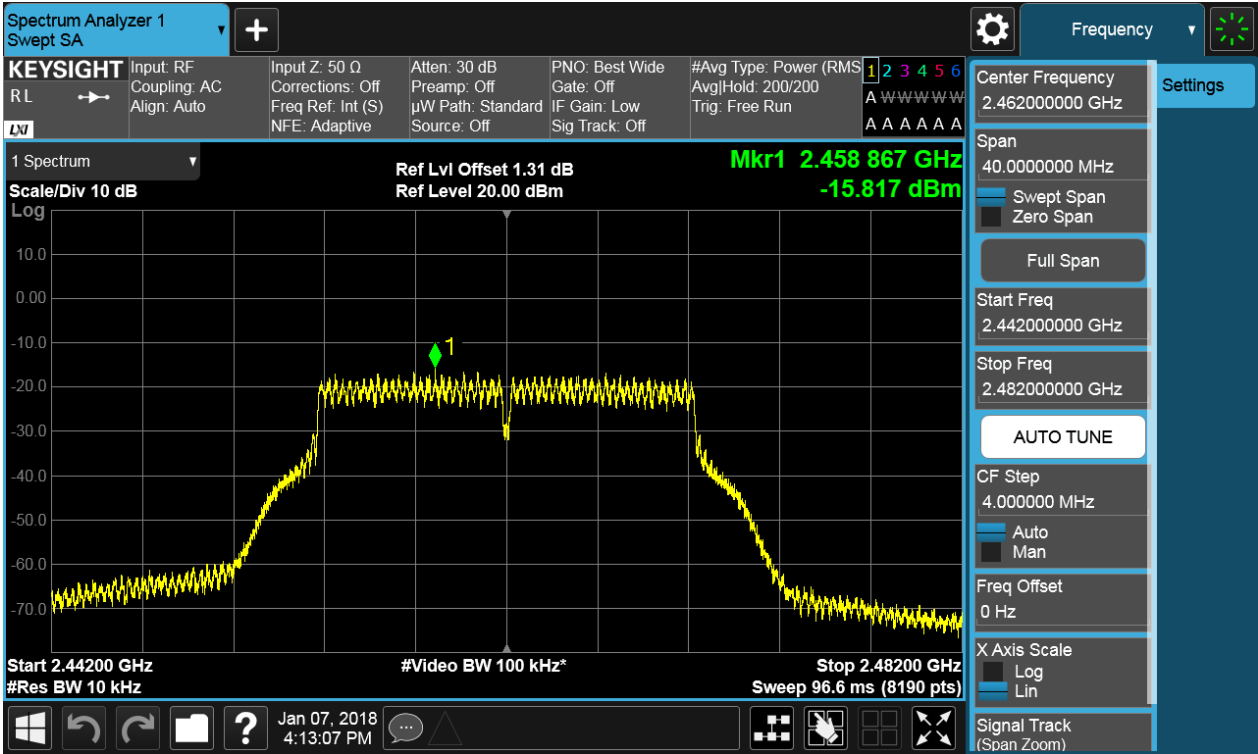 Spectrum Analyzer 1
Swept SA
+
Frequency
KEYSIGHT
R L
LXI
Input: RF
Coupling: AC
Align: Auto
Input Z: 50 Ω
Corrections: Off
Freq Ref: Int (S)
NFE: Adaptive
Atten: 30 dB
Preamp: Off
µW Path: Standard
Source: Off
PNO: Best Wide
Gate: Off
IF Gain: Low
Sig Track: Off
#Avg Type: Power (RMS
Avg|Hold: 200/200
Trig: Free Run
1 2 3 4 5 6
A W W W W W
A A A A A A
1 Spectrum
Scale/Div 10 dB
Log
Ref Lvl Offset 1.31 dB
Ref Level 20.00 dBm
Mkr1 2.458 867 GHz
-15.817 dBm
10.0
0.00
-10.0
-20.0
-30.0
-40.0
-50.0
-60.0
-70.0
1
Start 2.44200 GHz
#Video BW 100 kHz*
Stop 2.48200 GHz
#Res BW 10 kHz
Sweep 96.6 ms (8190 pts)
Center Frequency
2.462000000 GHz
Span
40.0000000 MHz
Swept Span
Zero Span
Full Span
Start Freq
2.442000000 GHz
Stop Freq
2.482000000 GHz
AUTO TUNE
CF Step
4.000000 MHz
Auto
Man
Freq Offset
0 Hz
X Axis Scale
Log
Lin
Signal Track
(Span Zoom)
Settings
?
Jan 07, 2018
4:13:07 PM